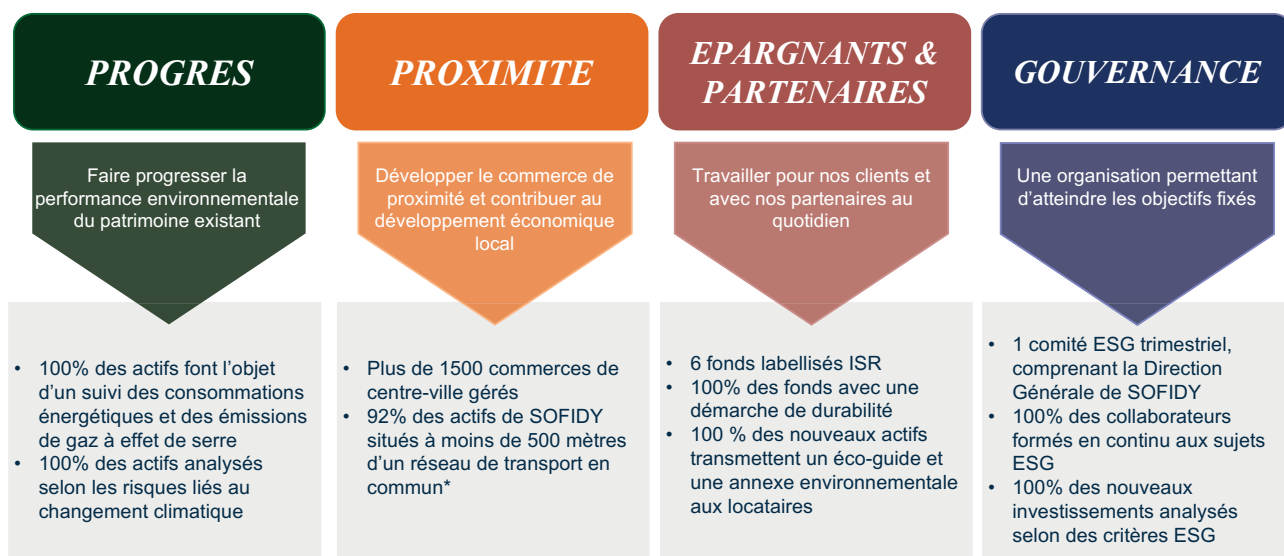 PROGRES
Faire progresser la
performance environnementale
du patrimoine existant
• 100% des actifs font l’objet
d’un suivi des consommations
énergétiques et des émissions
de gaz à effet de serre
• 100% des actifs analysés
selon les risques liés au
changement climatique
PROXIMITE
Développer le commerce de
proximité et contribuer au
développement économique
local
• Plus de 1500 commerces de
centre-ville gérés
• 92% des actifs de SOFIDY
situés à moins de 500 mètres
d’un réseau de transport en
commun*
EPARGNANTS &
PARTENAIRES
Travailler pour nos clients et
avec nos partenaires au
quotidien
• 6 fonds labellisés ISR
• 100% des fonds avec une
démarche de durabilité
• 100 % des nouveaux actifs
transmettent un éco-guide et
une annexe environnementale
aux locataires
GOUVERNANCE
Une organisation permettant
d’atteindre les objectifs fixés
• 1 comité ESG trimestriel,
comprenant la Direction
Générale de SOFIDY
• 100% des collaborateurs
formés en continu aux sujets
ESG
• 100% des nouveaux
investissements analysés
selon des critères ESG